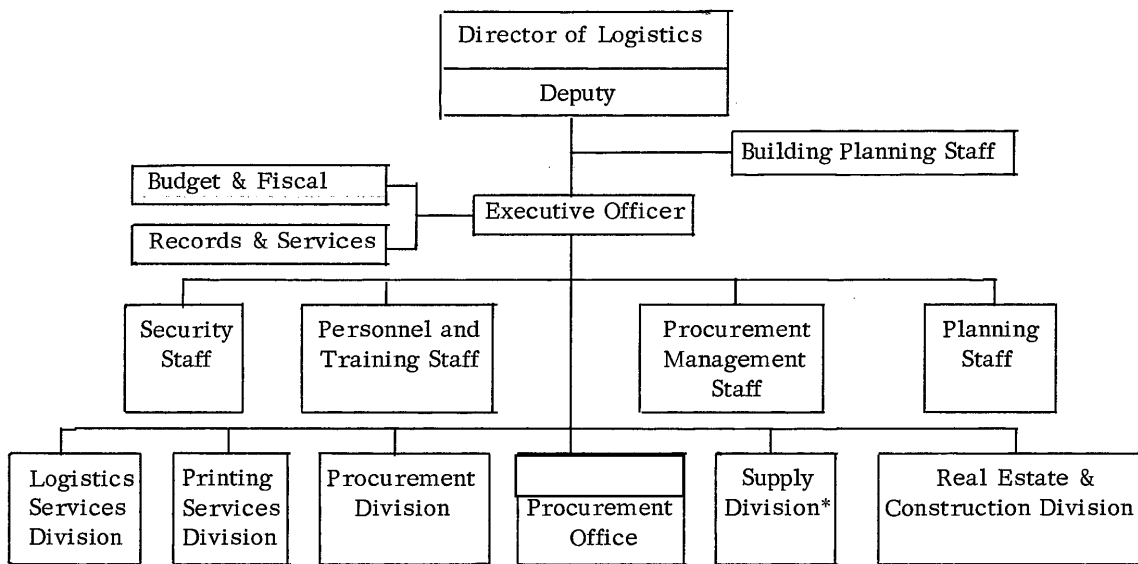 Director of Logistics
Deputy
Building Planning Staff
Budget & Fiscal
Executive Officer
Records & Services
Security
Staff
Personnel and
Training Staff
Procurement
Management
Staff
Planning
Staff
Logistics
Services
Division
Printing
Services
Division
Procurement
Division
Procurement
Office
Supply
Division*
Real Estate &
Construction Division